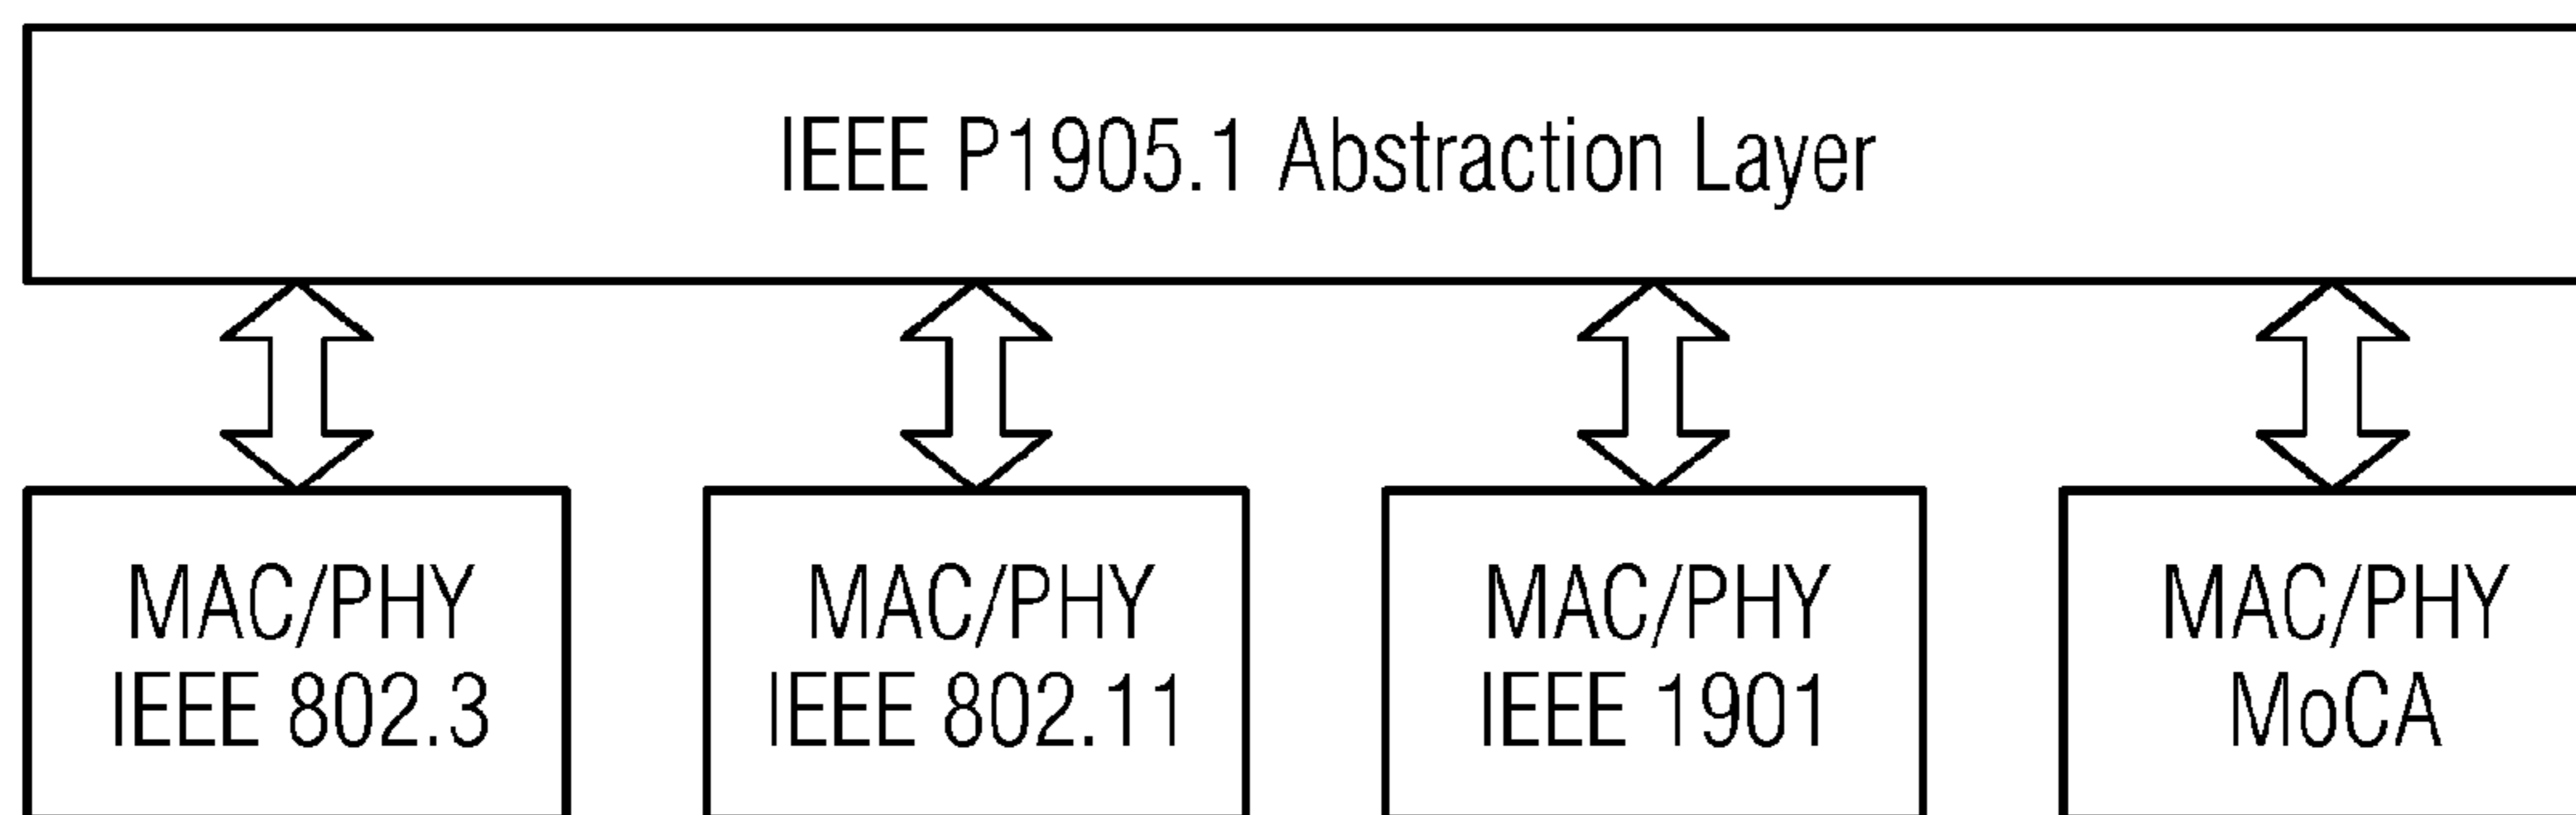 IEEE P1905.1 Abstraction Layer
MAC/PHY
IEEE 802.3
MAC/PHY
IEEE 802.11
MAC/PHY
IEEE 1901
MAC/PHY
MoCA